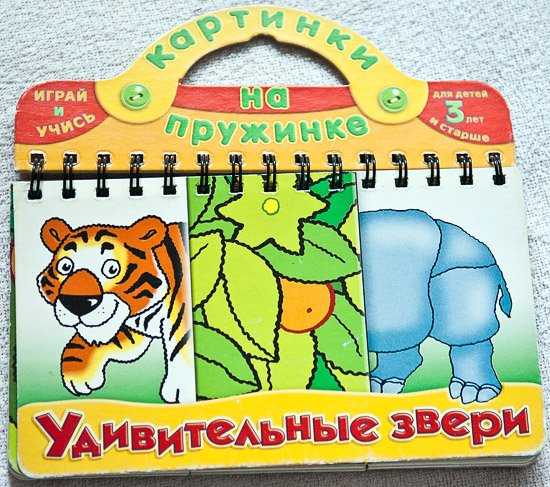 картинки
на
пружинке
ИГРАЙ
и
УЧИСЬ
для детей
3 лет
и старше
Удивительные звери